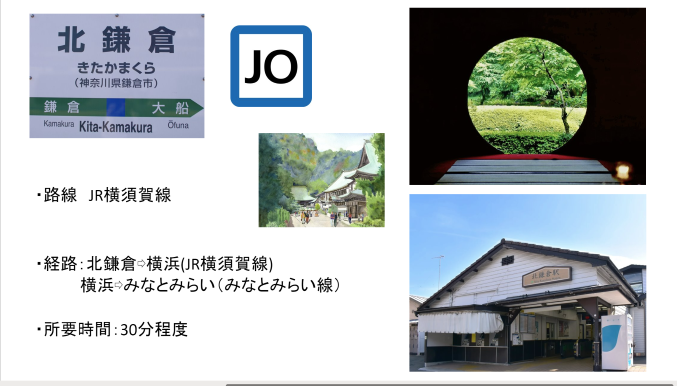 北鎌倉
きたかまくら
(神奈川県鎌倉市)
鎌倉 大船
Kamakura Kita-Kamakura Ōfuna
JO
・路線 JR横須賀線
・経路：北鎌倉⇨横浜(JR横須賀線)
横浜⇨みなとみらい（みなとみらい線）
・所要時間：30分程度
北鎌倉駅